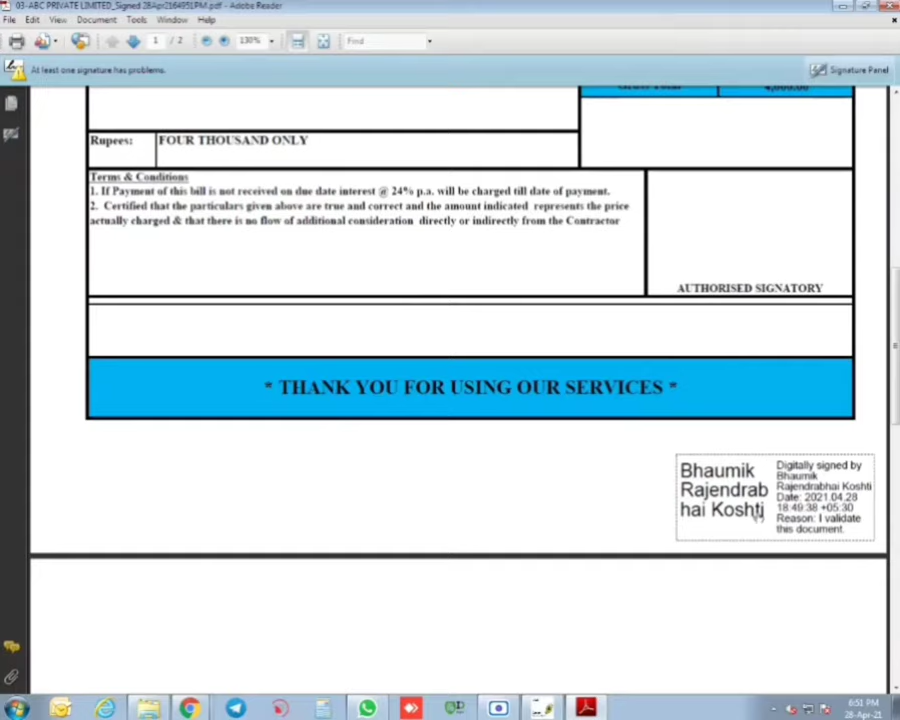 03-ABC PRIVATE LIMITED_Signed 28Apr2164951PM.pdf - Adobe Reader
File Edit View Document Tools Window Help
1 / 2 130% Find
At least one signature has problems.
Signature Panel
4,000.00
Rupees: FOUR THOUSAND ONLY
Terms & Conditions
1. If Payment of this bill is not received on due date interest @ 24% p.a. will be charged till date of payment.
2. Certified that the particulars given above are true and correct and the amount indicated represents the price
actually charged & that there is no flow of additional consideration directly or indirectly from the Contractor
AUTHORISED SIGNATORY
* THANK YOU FOR USING OUR SERVICES *
Bhaumik
Rajendrab
hai Koshti
Digitally signed by
Bhaumik
Rajendrabhai Koshti
Date: 2021.04.28
18:49:38 +05:30
Reason: I validate
this document.
6:51 PM
28-Apr-21